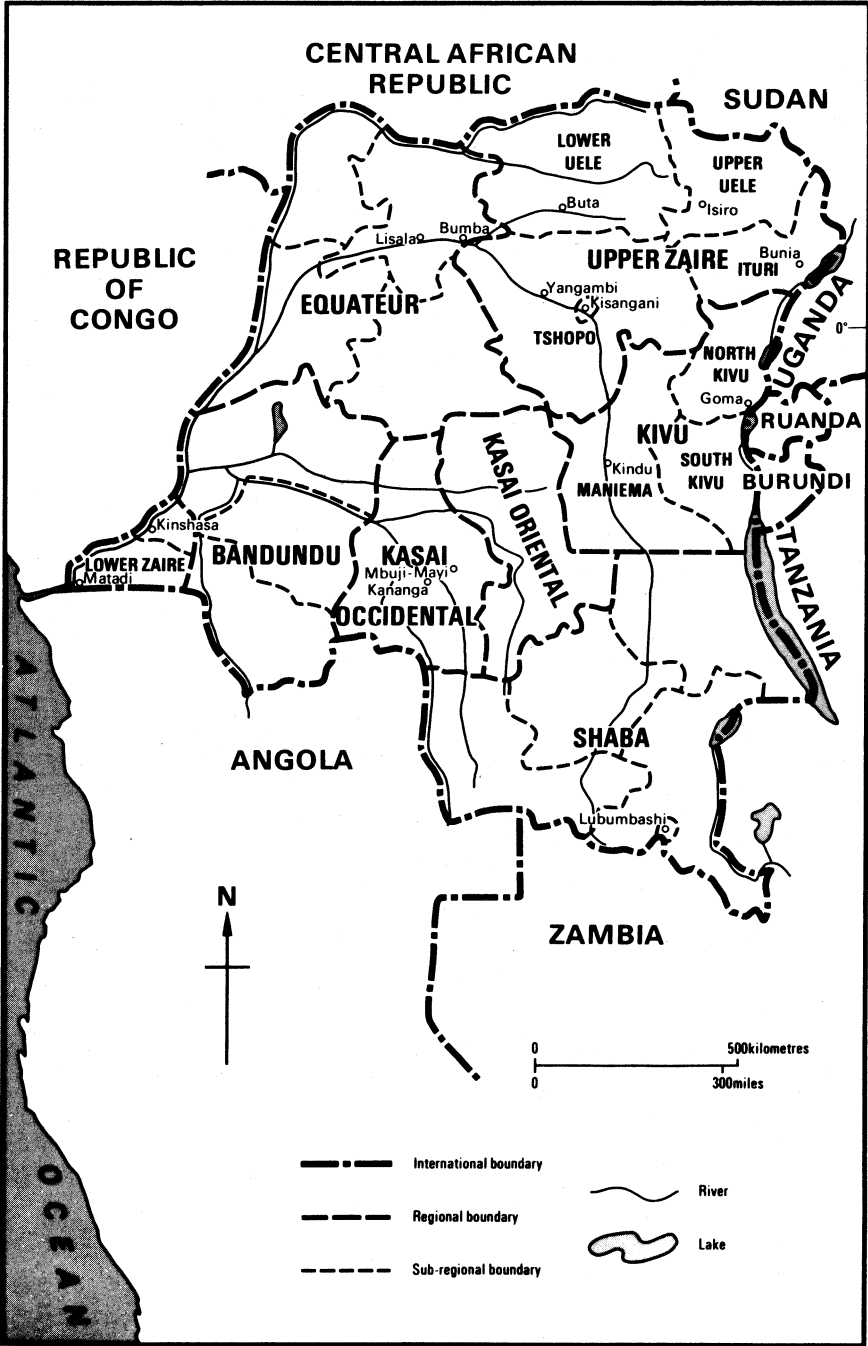 CENTRAL AFRICAN
REPUBLIC
SUDAN
LOWER
UELE
UPPER
UELE
Buta
Isiro
Lisala
Bumba
REPUBLIC
OF
CONGO
UPPER ZAIRE
ITURI
Bunia
EQUATEUR
Yangambi
Kisangani
TSHOPO
UGANDA
0°
NORTH
KIVU
Goma
RUANDA
KIVU
KASAI ORIENTAL
Kindu
MANIEMA
SOUTH
KIVU
BURUNDI
Kinshasa
LOWER ZAIRE
Matadi
BANDUNDU
KASAI
Mbuji-Mayi
Kananga
OCCIDENTAL
TANZANIA
ATLANTIC
OCEAN
ANGOLA
SHABA
Lubumbashi
N
ZAMBIA
0
500kilometres
0
300miles
International boundary
Regional boundary
Sub-regional boundary
River
Lake